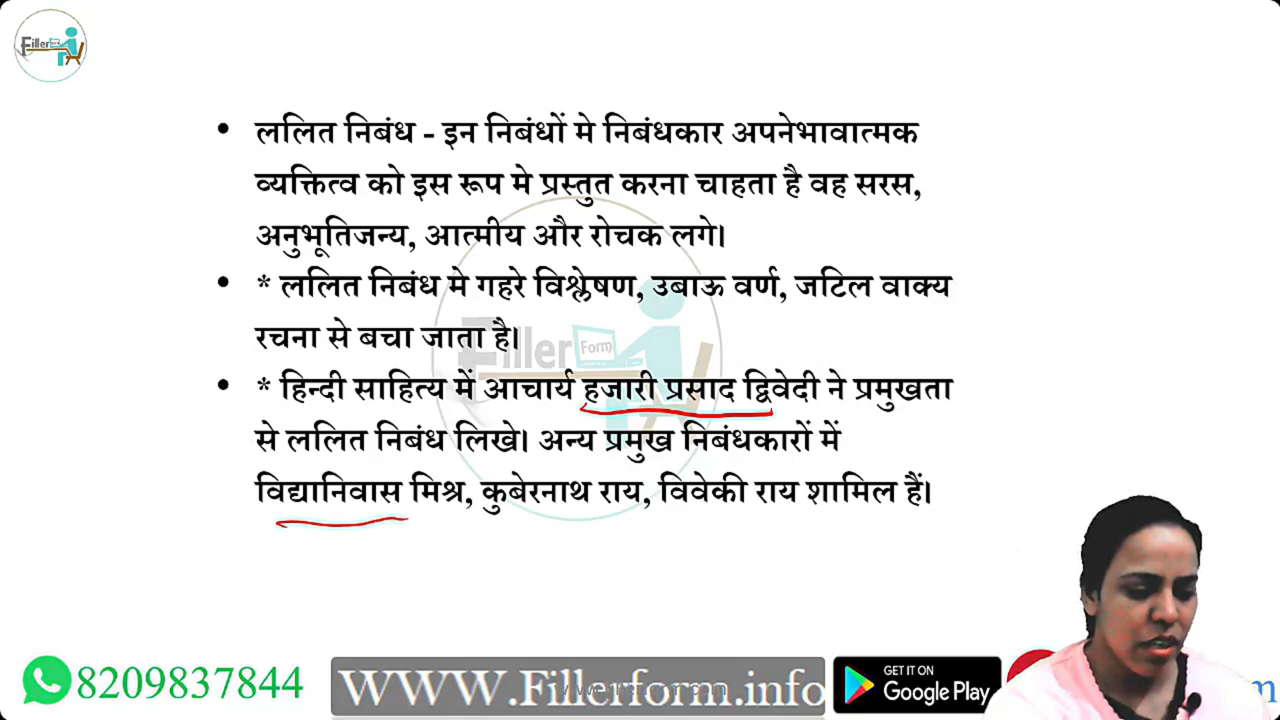 Filler
• ललित निबंध - इन निबंधों मे निबंधकार अपनेभावात्मक
व्यक्तित्व को इस रूप मे प्रस्तुत करना चाहता है वह सरस,
अनुभूतिजन्य, आत्मीय और रोचक लगे।
• * ललित निबंध मे गहरे विश्लेषण, उबाऊ वर्ण, जटिल वाक्य
रचना से बचा जाता है।
Filler Form
• * हिन्दी साहित्य में आचार्य हजारी प्रसाद द्विवेदी ने प्रमुखता
से ललित निबंध लिखे। अन्य प्रमुख निबंधकारों में
विद्यानिवास मिश्र, कुबेरनाथ राय, विवेकी राय शामिल हैं।
8209837844
WWW.Fillerform.info
GET IT ON
Google Play